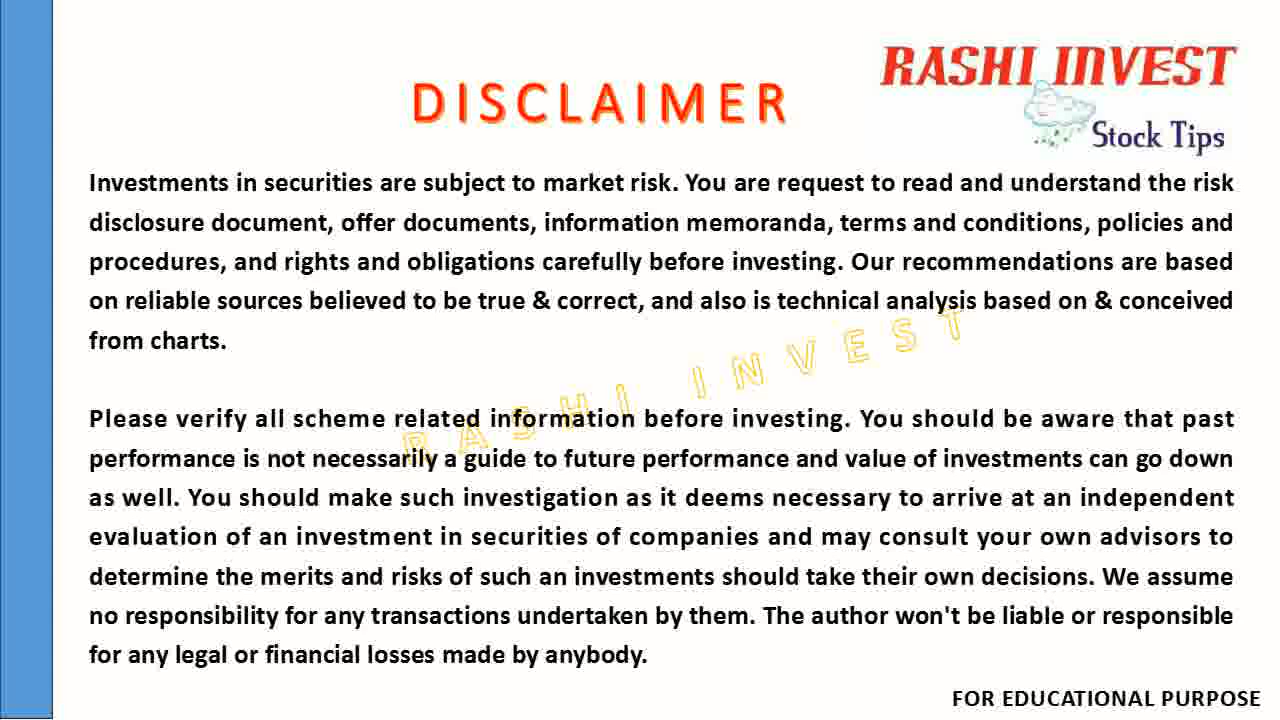 RASHI INVEST
Stock Tips
DISCLAIMER
Investments in securities are subject to market risk. You are request to read and understand the risk
disclosure document, offer documents, information memoranda, terms and conditions, policies and
procedures, and rights and obligations carefully before investing. Our recommendations are based
on reliable sources believed to be true & correct, and also is technical analysis based on & conceived
from charts.
RASHI INVEST
Please verify all scheme related information before investing. You should be aware that past
performance is not necessarily a guide to future performance and value of investments can go down
as well. You should make such investigation as it deems necessary to arrive at an independent
evaluation of an investment in securities of companies and may consult your own advisors to
determine the merits and risks of such an investments should take their own decisions. We assume
no responsibility for any transactions undertaken by them. The author won't be liable or responsible
for any legal or financial losses made by anybody.
FOR EDUCATIONAL PURPOSE